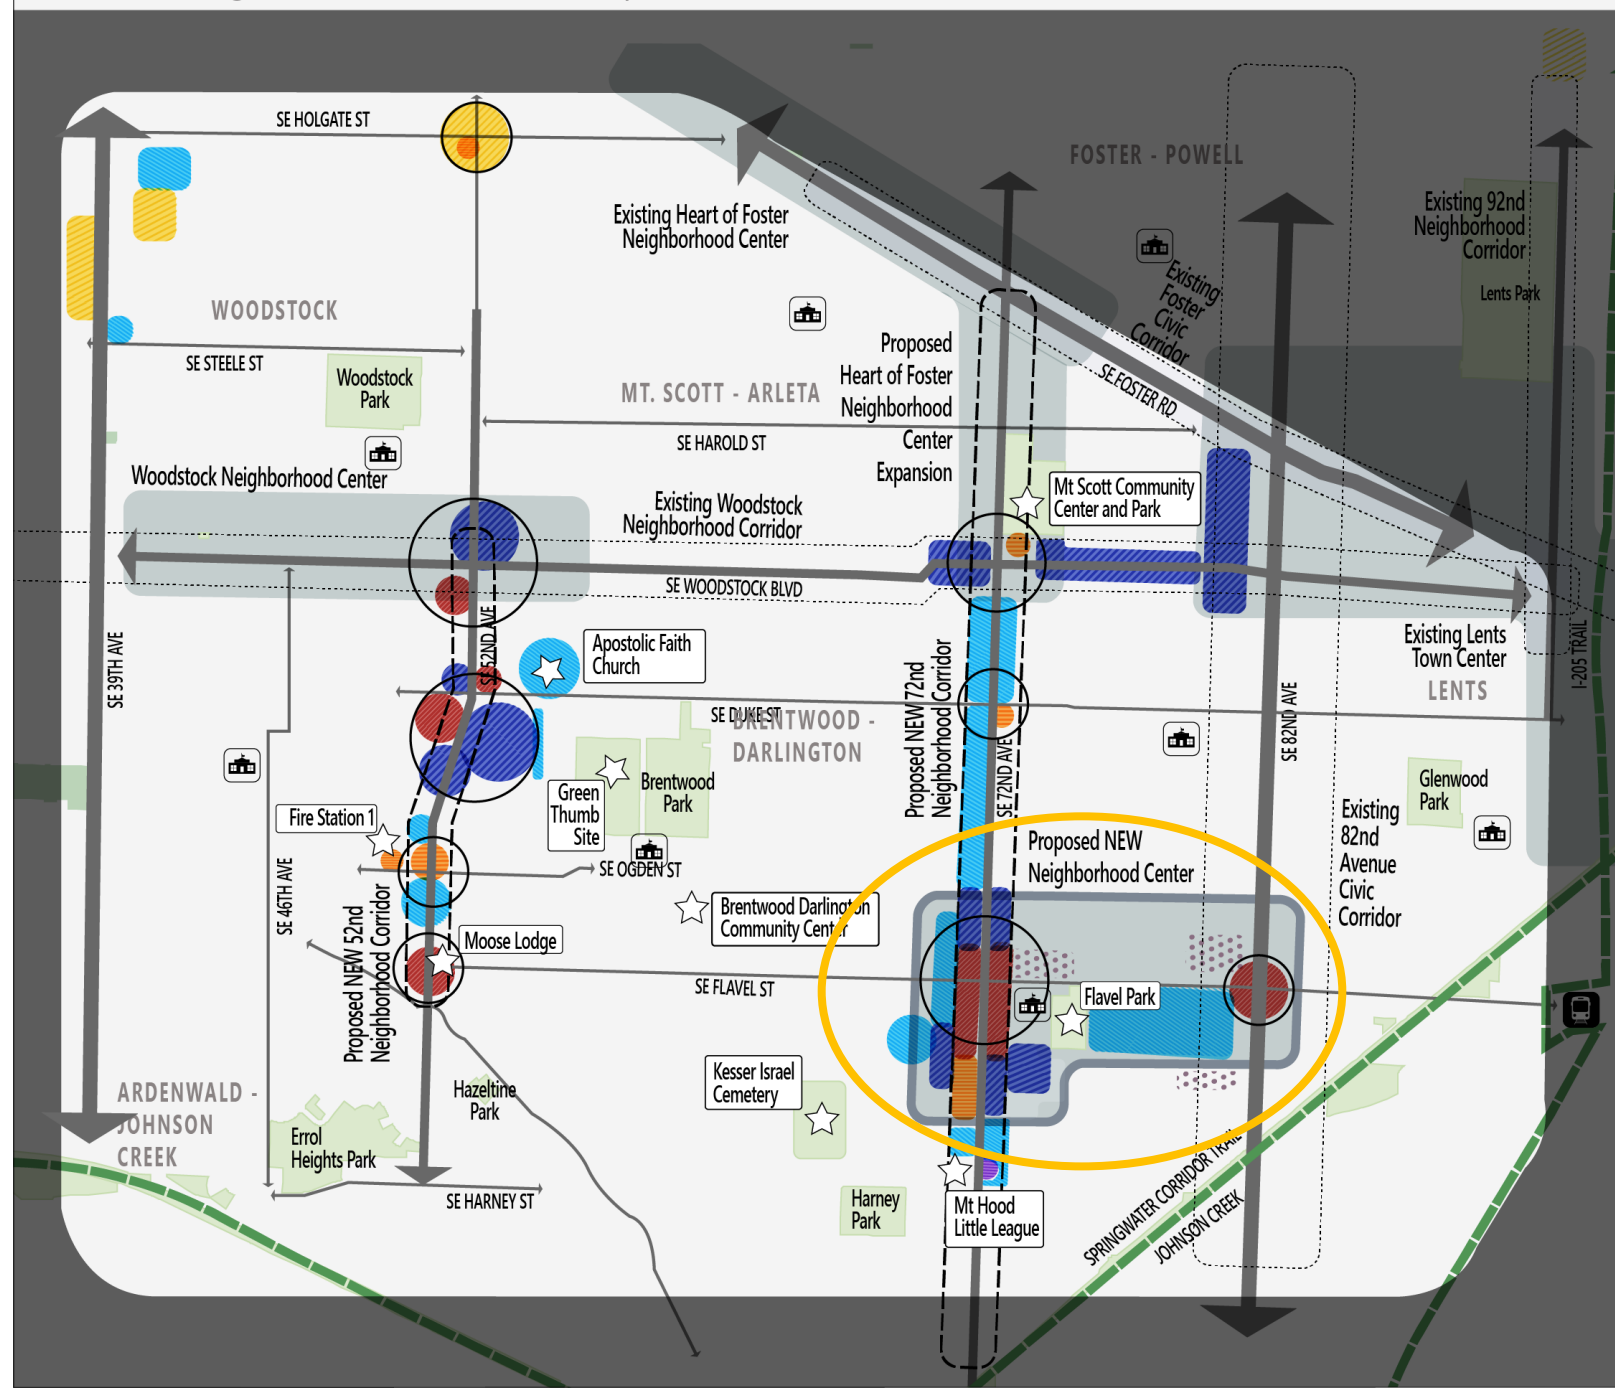 SE HOLGATE ST
FOSTER - POWELL
Existing Heart of Foster
Neighborhood Center
Existing 92nd
Neighborhood
Corridor
Lents Park
Existing
Foster
Civic
Corridor
WOODSTOCK
SE STEELE ST
Woodstock
Park
MT. SCOTT - ARLETA
Proposed
Heart of Foster
Neighborhood
Center
Expansion
SE FOSTER RD
SE HAROLD ST
Woodstock Neighborhood Center
Existing Woodstock
Neighborhood Corridor
Mt Scott Community
Center and Park
SE WOODSTOCK BLVD
SE 39TH AVE
SE 52ND AVE
Apostolic Faith
Church
Existing Lents
Town Center
LENTS
I-205 TRAIL
SE DUKE ST
BRENTWOOD -
DARLINGTON
Proposed NEW 72nd
Neighborhood Corridor
SE 72ND AVE
SE 82ND AVE
Green
Thumb
Site
Brentwood
Park
Glenwood
Park
Fire Station 1
SE OGDEN ST
SE 46TH AVE
Existing
82nd
Avenue
Civic
Corridor
Proposed NEW
Neighborhood Center
Brentwood Darlington
Community Center
Proposed NEW 52nd
Neighborhood Corridor
Moose Lodge
SE FLAVEL ST
Flavel Park
Kesser Israel
Cemetery
Hazeltine
Park
ARDENWALD -
JOHNSON
CREEK
Errol
Heights Park
SE HARNEY ST
Harney
Park
Mt Hood
Little League
SPRINGWATER CORRIDOR TRAIL
JOHNSON CREEK